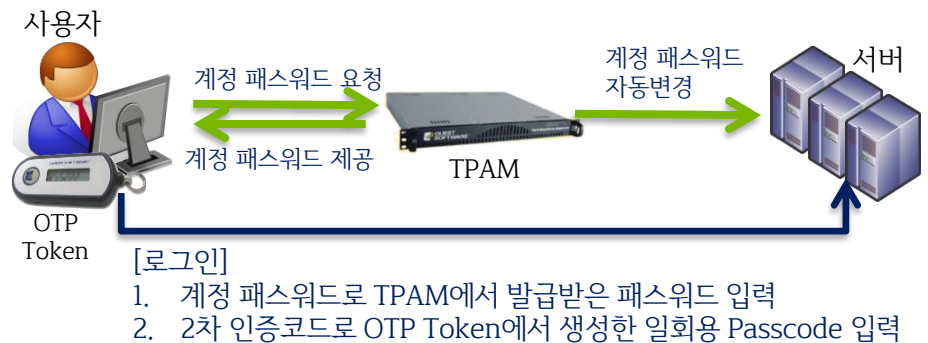 사용자
계정 패스워드 요청
계정 패스워드 제공
QUEST
SOFTWARE
TPAM
계정 패스워드
자동변경
서버
OTP
Token
[로그인]
1. 계정 패스워드로 TPAM에서 발급받은 패스워드 입력
2. 2차 인증코드로 OTP Token에서 생성한 일회용 Passcode 입력